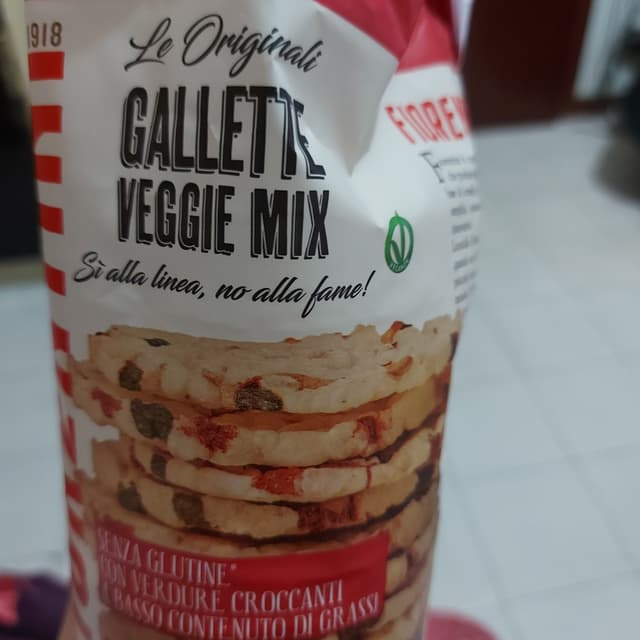 1918
Le Originali
GALLETTE
VEGGIE MIX
Sì alla linea, no alla fame!
SENZA GLUTINE*
CON VERDURE CROCCANTI
A BASSO CONTENUTO DI GRASSI